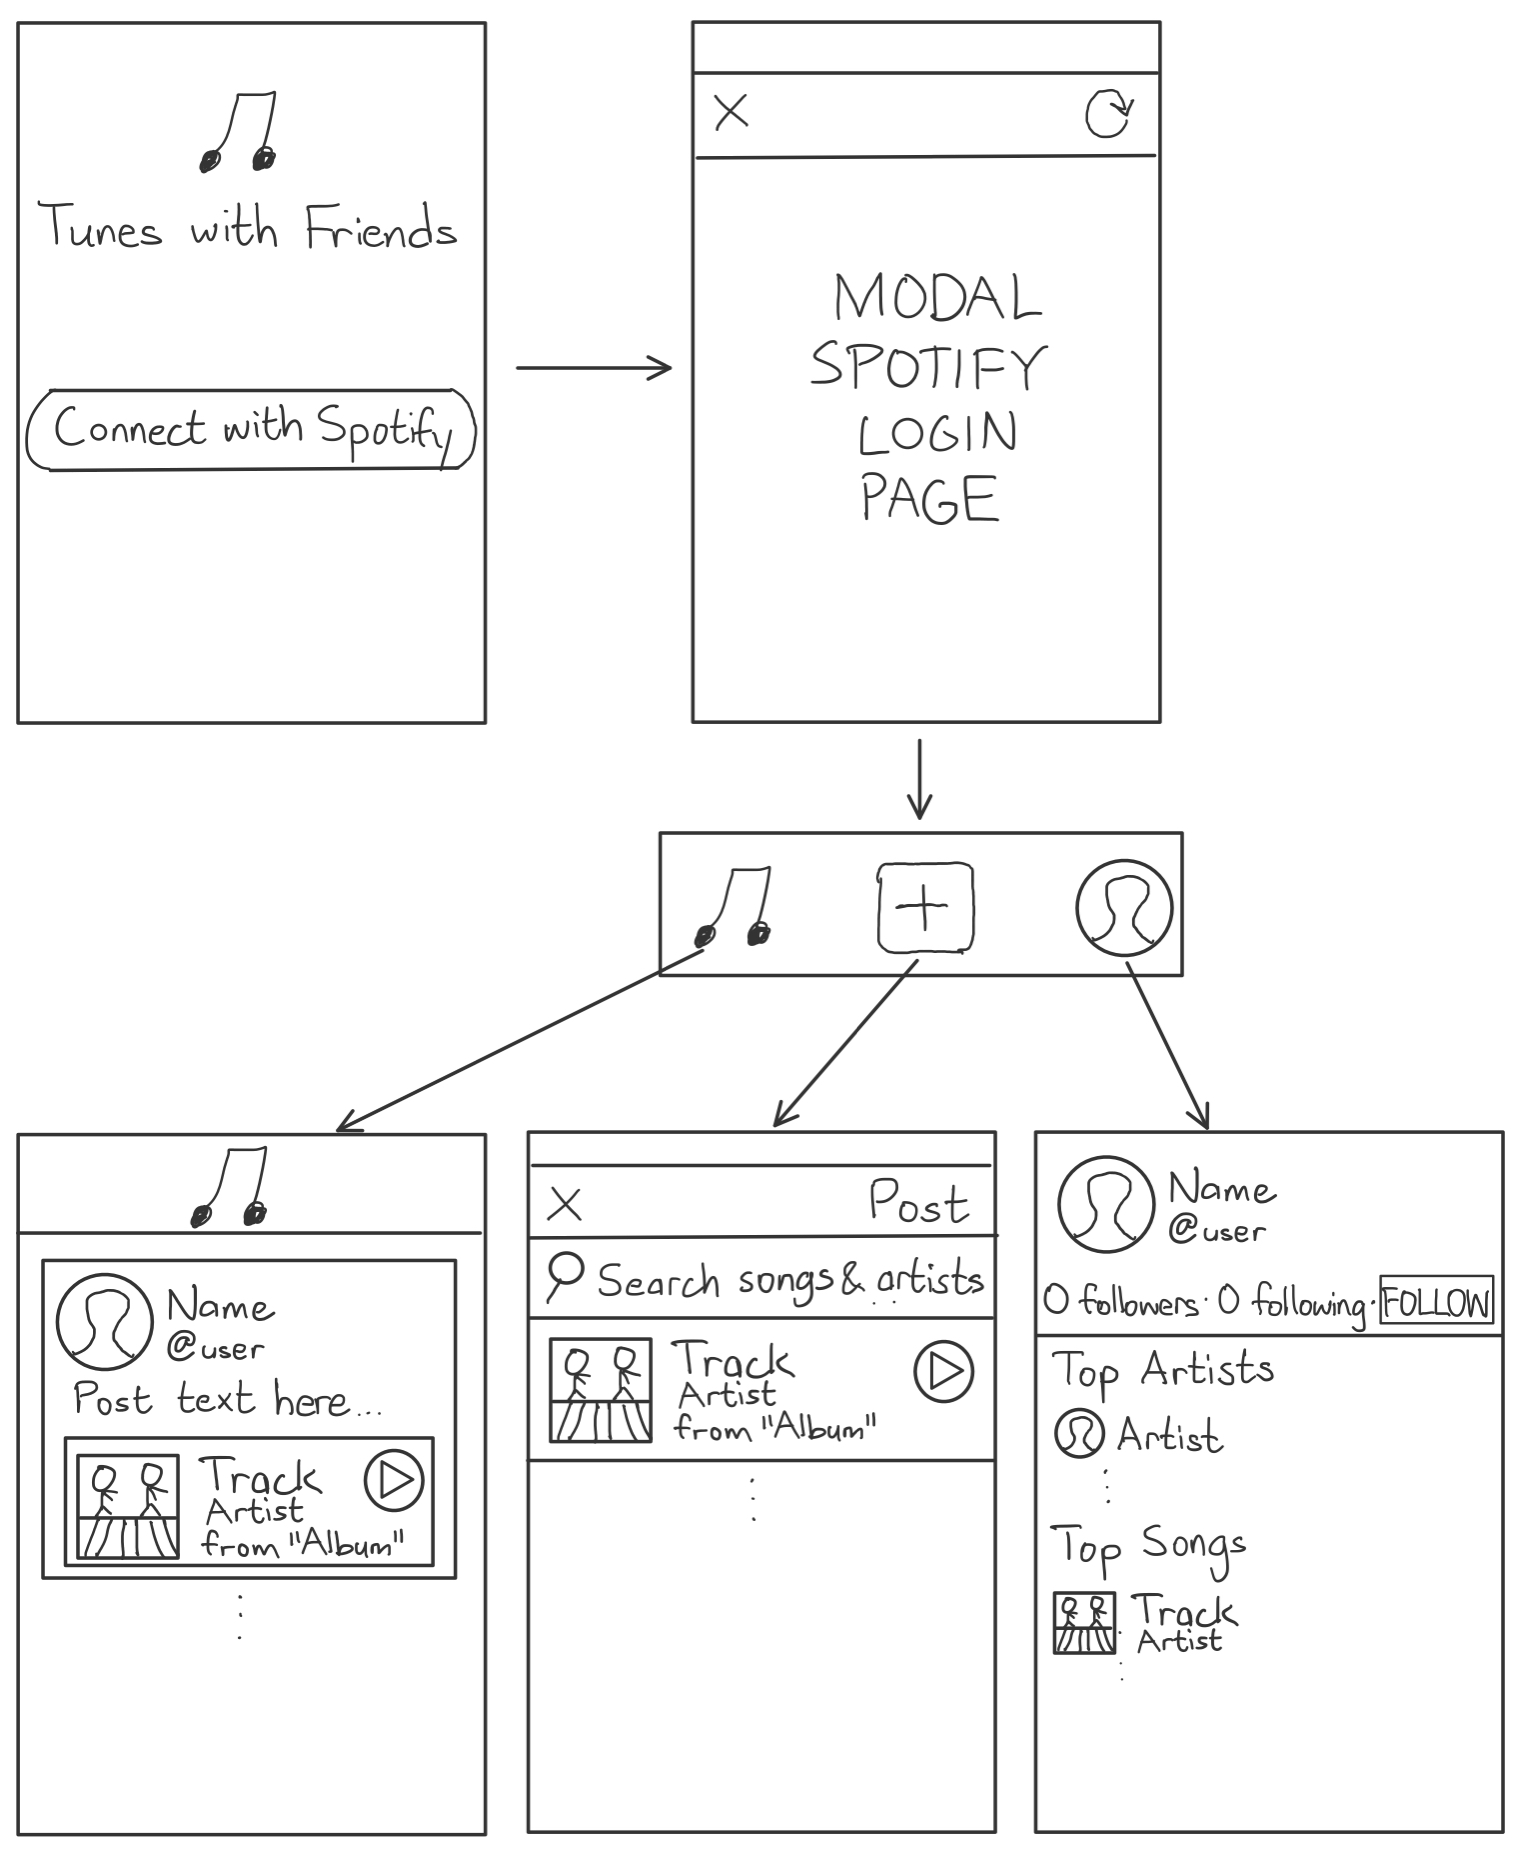 Tunes with Friends
Connect with Spotify
MODAL
SPOTIFY
LOGIN
PAGE
Name
@user
Post text here...
Track
Artist
from "Album"
Post
Search songs & artists
Track
Artist
from "Album"
Name
@user
0 followers · 0 following · FOLLOW
Top Artists
Artist
Top Songs
Track
Artist